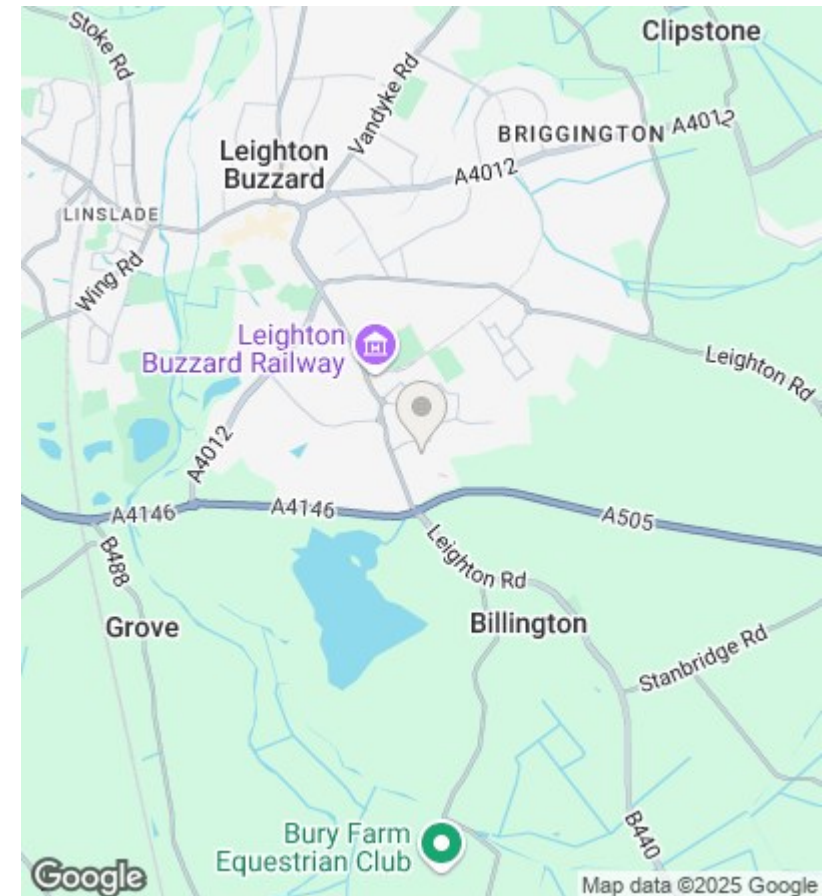 Stoke Rd
Clipstone
Vandyke Rd
BRIGGINGTON
A4012
Leighton
Buzzard
A4012
LINSLADE
Wing Rd
Leighton
Buzzard Railway
Leighton Rd
A4012
A4146
A4146
A505
B488
Leighton Rd
Grove
Billington
Stanbridge Rd
Bury Farm
Equestrian Club
B440
Google
Map data ©2025 Google